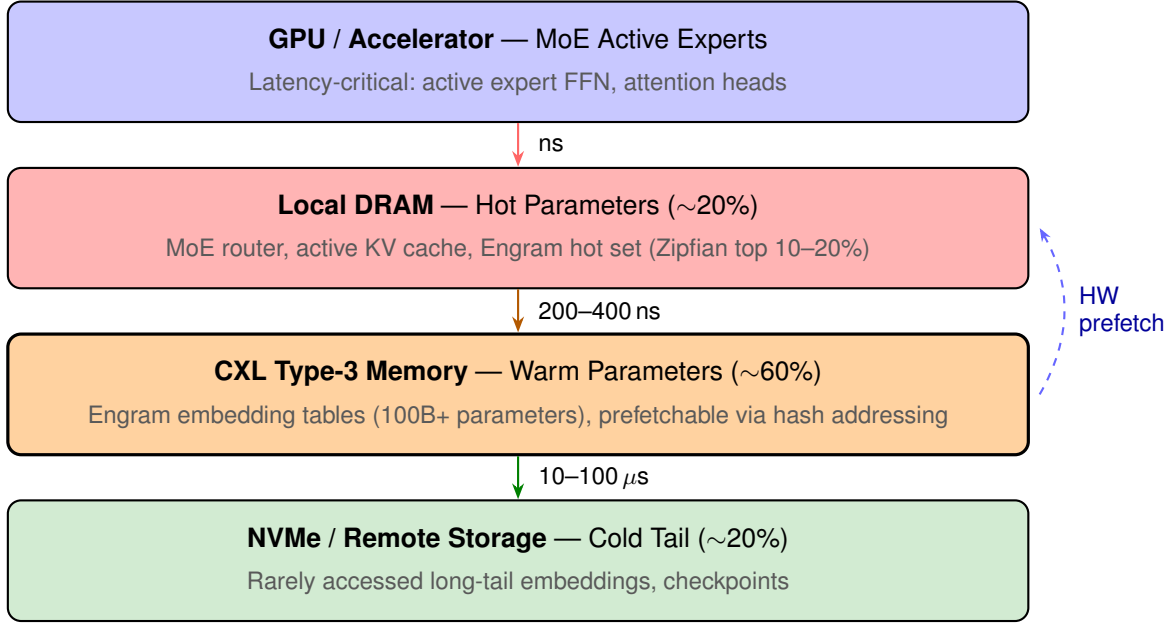 GPU / Accelerator — MoE Active Experts
Latency-critical: active expert FFN, attention heads
ns
Local DRAM — Hot Parameters (∼20%)
MoE router, active KV cache, Engram hot set (Zipfian top 10–20%)
200–400 ns
HW
prefetch
CXL Type-3 Memory — Warm Parameters (∼60%)
Engram embedding tables (100B+ parameters), prefetchable via hash addressing
10–100 μs
NVMe / Remote Storage — Cold Tail (∼20%)
Rarely accessed long-tail embeddings, checkpoints